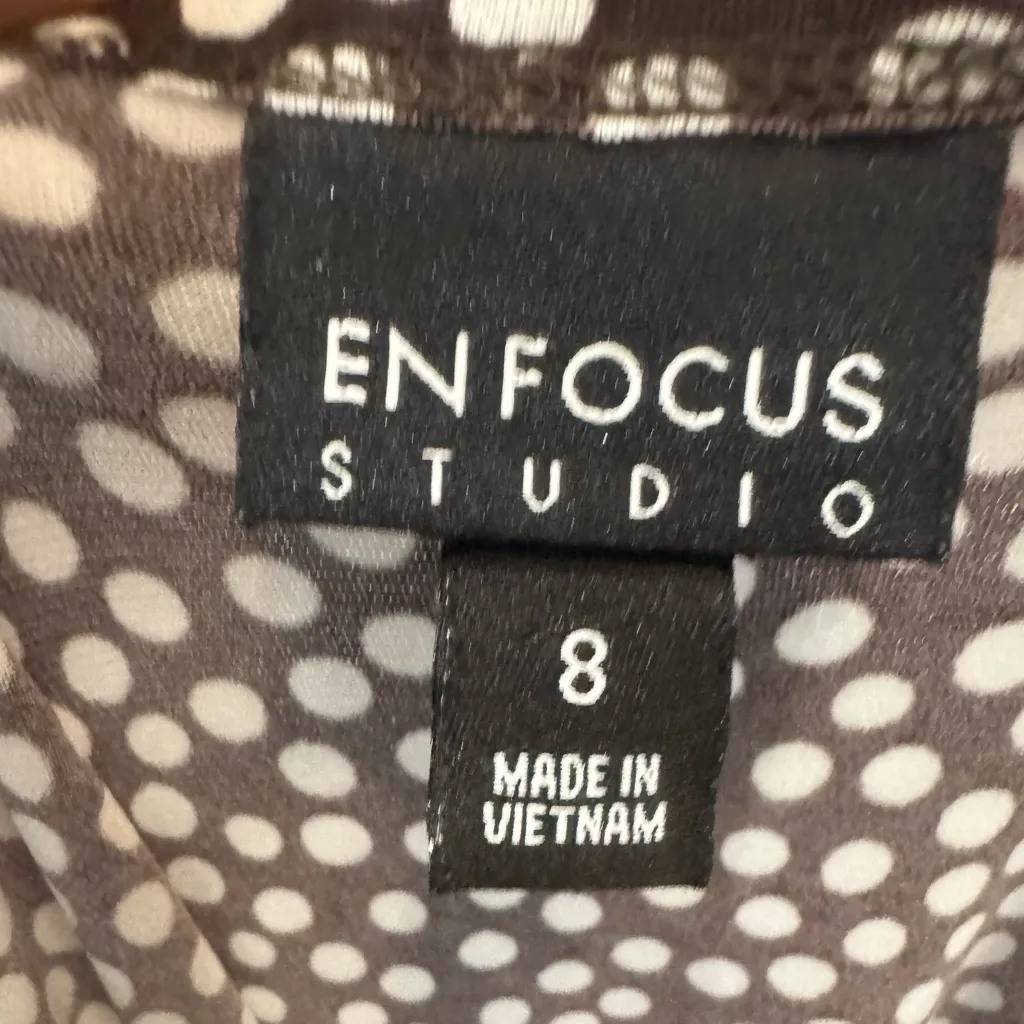 ENFOCUS
STUDIO
8
MADE IN
VIETNAM